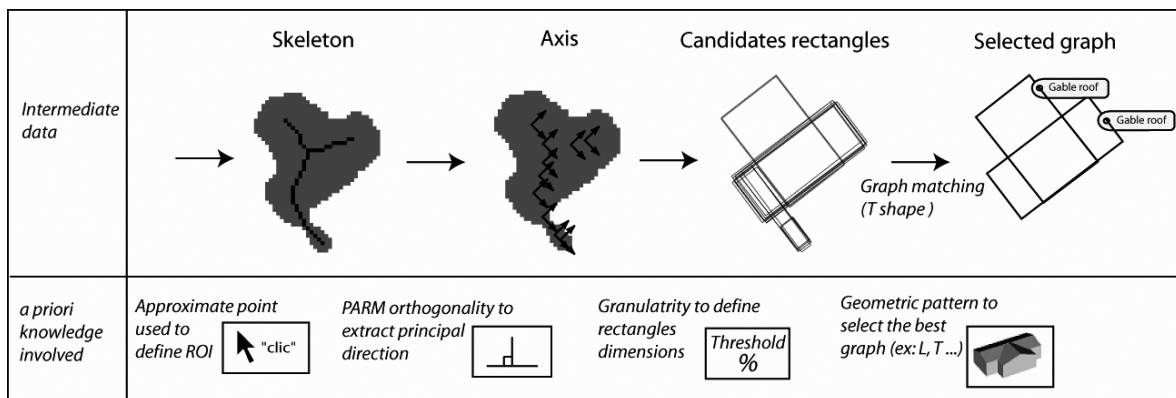 Skeleton
Axis
Candidates rectangles
Selected graph
Intermediate
data
Gable roof
Gable roof
Graph matching
(T shape )
a priori
knowledge
involved
Approximate point
used to
define ROI
"clic"
PARM orthogonality to
extract principal
direction
Granulatrity to define
rectangles
dimensions
Threshold
%
Geometric pattern to
select the best
graph (ex: L, T ...)